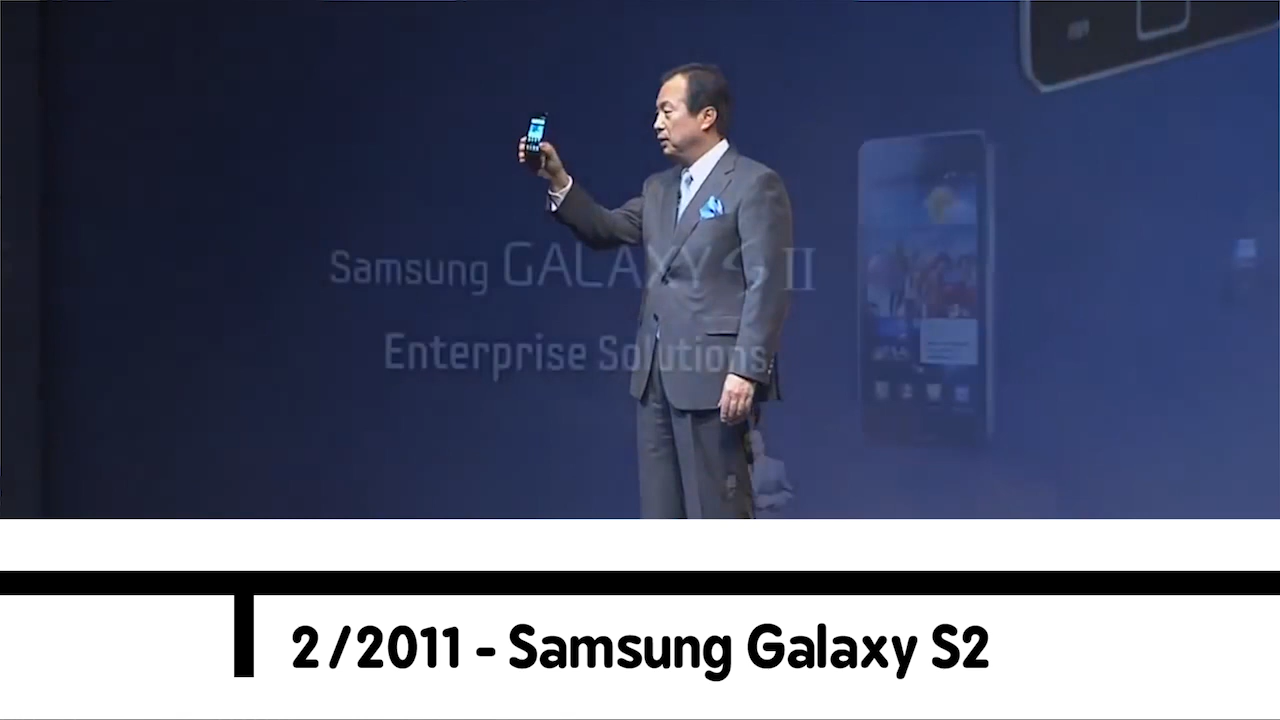 Samsung GALAXY S II
Enterprise Solutions
2/2011 - Samsung Galaxy S2